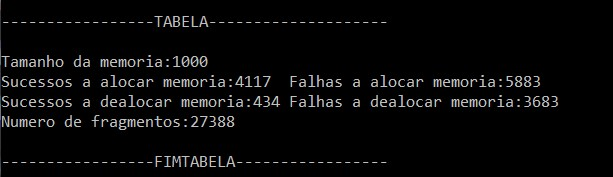 -----------------TABELA--------------------
Tamanho da memoria:1000
Sucessos a alocar memoria:4117  Falhas a alocar memoria:5883
Sucessos a dealocar memoria:434 Falhas a dealocar memoria:3683
Numero de fragmentos:27388
-----------------FIMTABELA-----------------